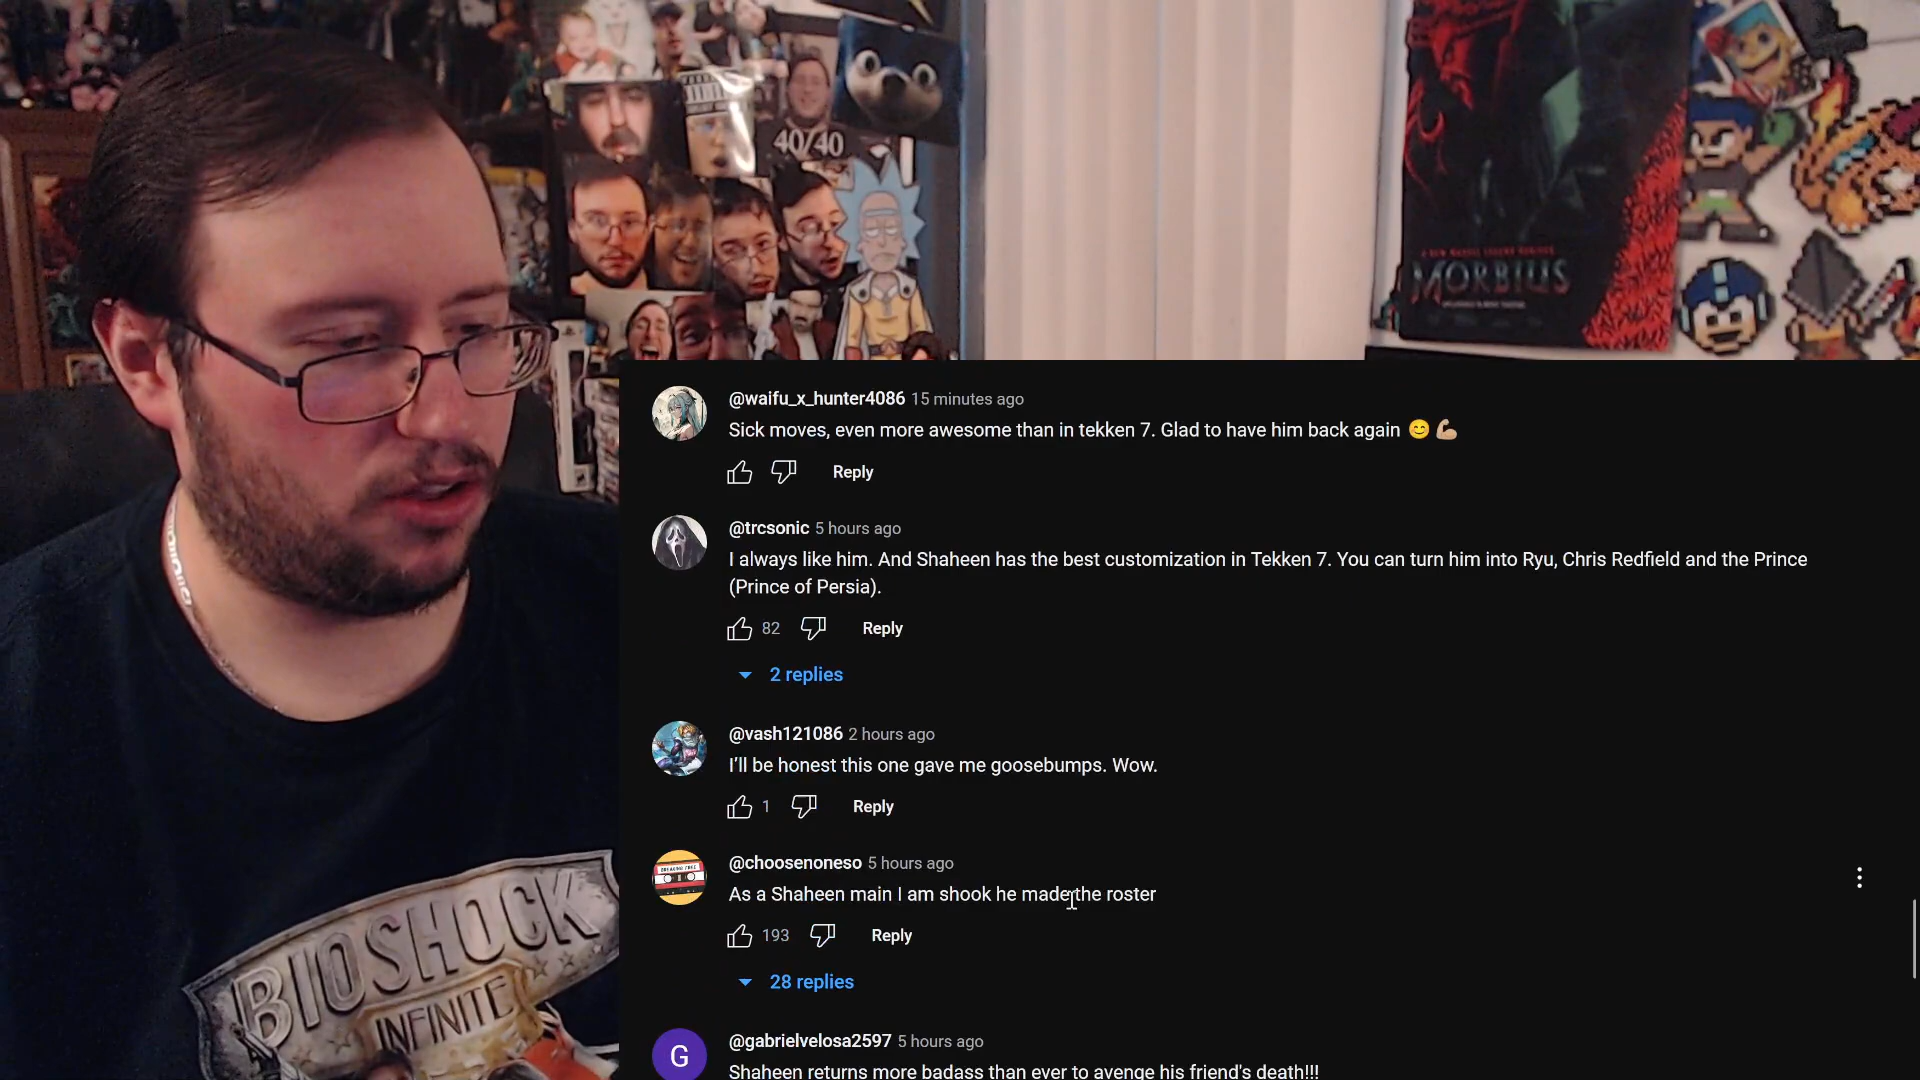 40/40
A NEW MARVEL LEGEND ARRIVES
MORBIUS
@waifu_x_hunter4086 15 minutes ago
Sick moves, even more awesome than in tekken 7. Glad to have him back again 😊 💪🏼
Reply
@trcsonic 5 hours ago
I always like him. And Shaheen has the best customization in Tekken 7. You can turn him into Ryu, Chris Redfield and the Prince
(Prince of Persia).
82 Reply
2 replies
@vash121086 2 hours ago
I'll be honest this one gave me goosebumps. Wow.
1 Reply
@choosenoneso 5 hours ago
As a Shaheen main I am shook he made the roster
193 Reply
28 replies
G
@gabrielvelosa2597 5 hours ago
Shaheen returns more badass than ever to avenge his friend's death!!!
BIOSHOCK
INFINITE